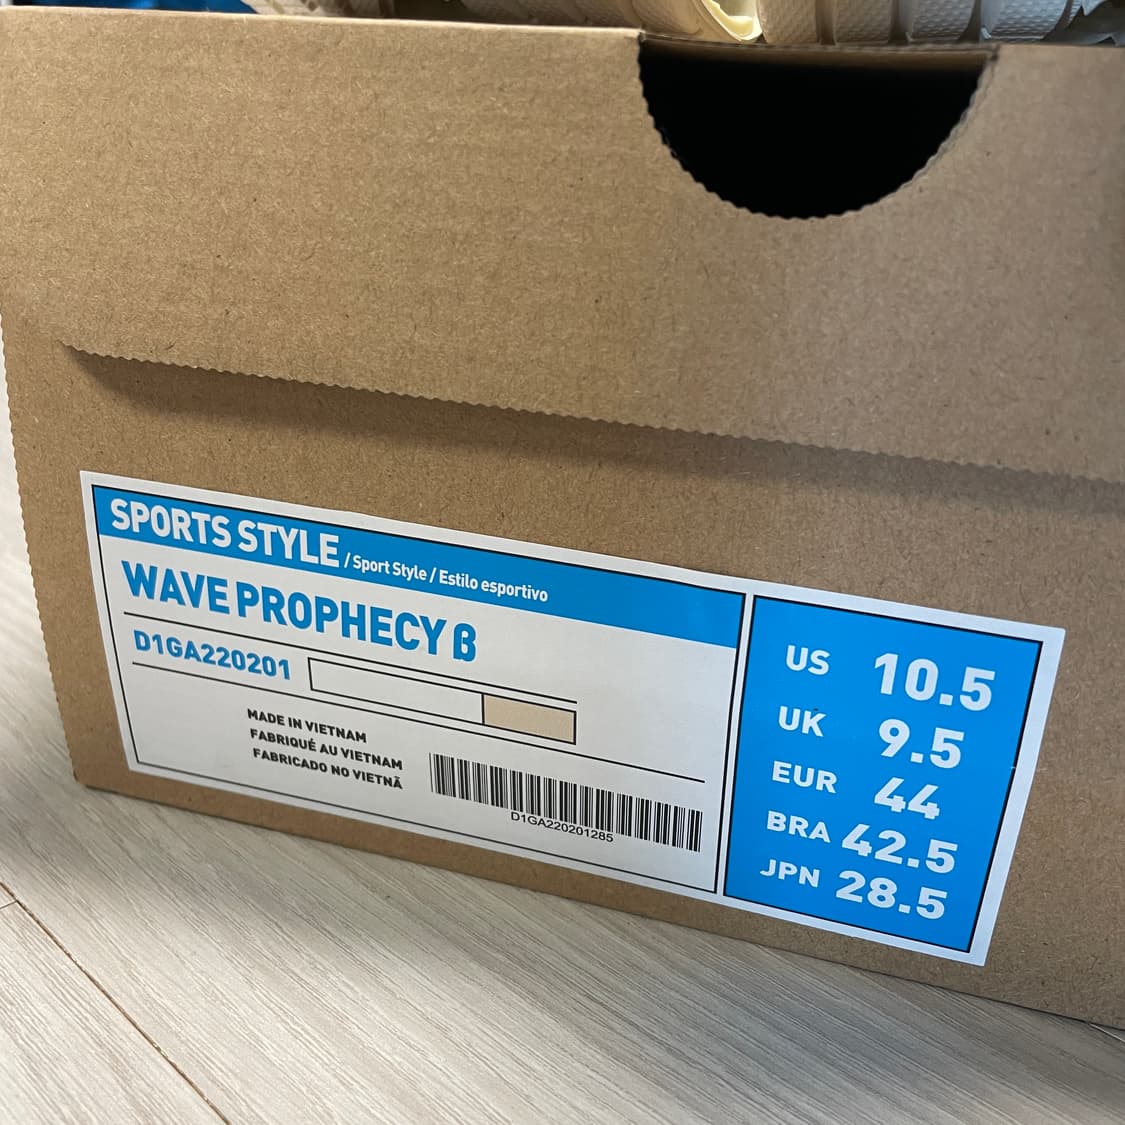 SPORTS STYLE / Sport Style / Estilo esportivo
WAVE PROPHECY β
D1GA220201
MADE IN VIETNAM
FABRIQUÉ AU VIETNAM
FABRICADO NO VIETNÃ
D1GA220201285
US 10.5
UK 9.5
EUR 44
BRA 42.5
JPN 28.5